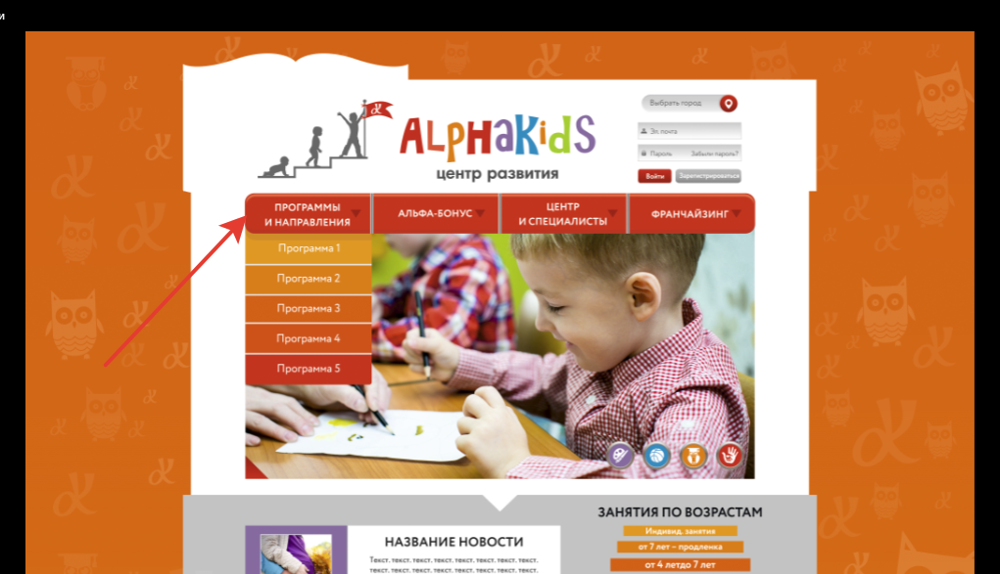 и
ALPHAKidS
центр развития
Выбрать город
Эл. почта
Пароль
Забыли пароль?
Войти
Зарегистрироваться
ПРОГРАММЫ
И НАПРАВЛЕНИЯ
АЛЬФА-БОНУС
ЦЕНТР
И СПЕЦИАЛИСТЫ
ФРАНЧАЙЗИНГ
Программа 1
Программа 2
Программа 3
Программа 4
Программа 5
НАЗВАНИЕ НОВОСТИ
Текст. текст. текст. текст. текст. текст. текст.
текст. текст. текст. текст. текст. текст. текст.
ЗАНЯТИЯ ПО ВОЗРАСТАМ
Индивид. занятия
от 7 лет – продленка
от 4 летдо 7 лет